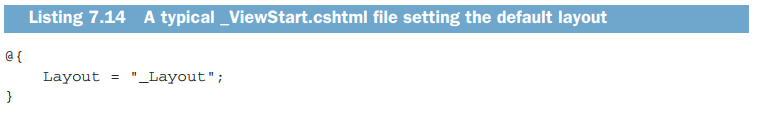 Listing 7.14 A typical _ViewStart.cshtml file setting the default layout
@{
    Layout = "_Layout";
}